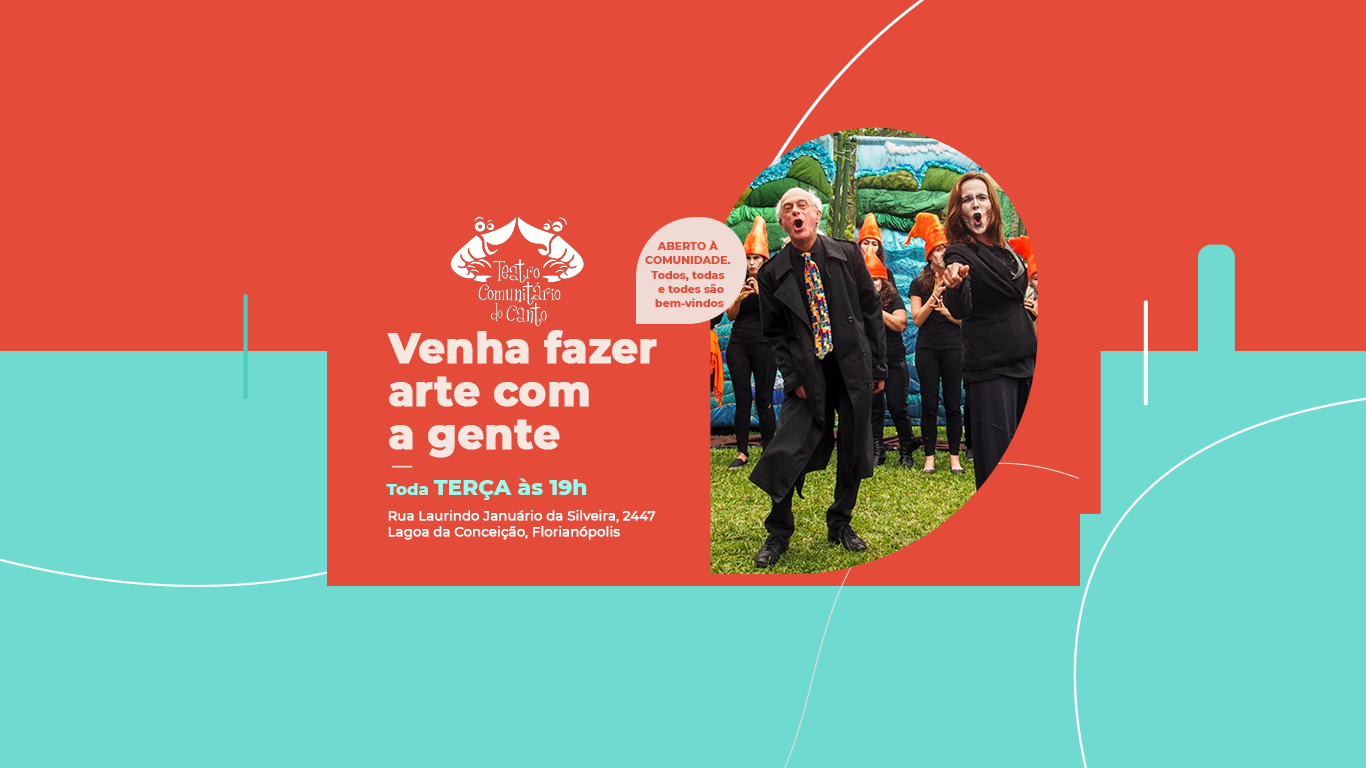 Teatro
Comunitário
do Canto
ABERTO À
COMUNIDADE.
Todos, todas
e todes são
bem-vindos
Venha fazer
arte com
a gente
Toda TERÇA às 19h
Rua Laurindo Januário da Silveira, 2447
Lagoa da Conceição, Florianópolis